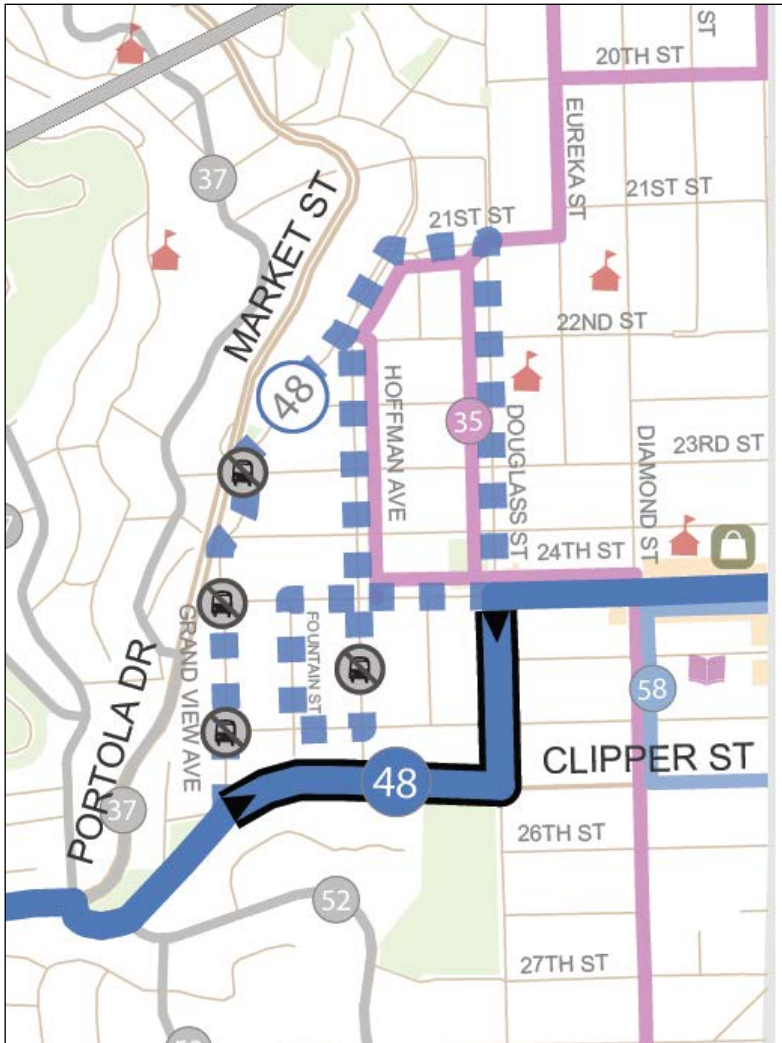 ST
20TH ST
EUREKA ST
37
21ST ST
21ST ST
MARKET ST
22ND ST
48
HOFFMAN AVE
35
DOUGLASS ST
DIAMOND ST
23RD ST
24TH ST
GRAND VIEW AVE
FOUNTAIN ST
PORTOLA DR
58
CLIPPER ST
48
37
26TH ST
52
27TH ST